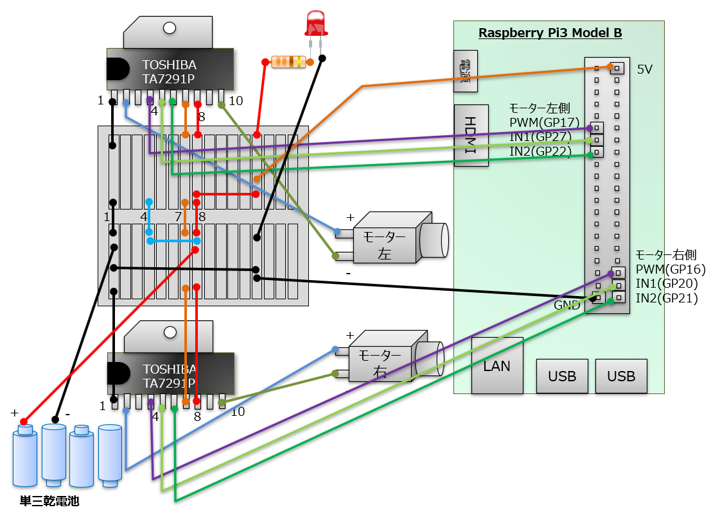 Raspberry Pi3 Model B
TOSHIBA
TA7291P
1
4
8
10
電源
HDMI
5V
モーター左側
PWM(GP17)
IN1(GP27)
IN2(GP22)
1
4
7
8
+
モーター
左
-
モーター右側
PWM(GP16)
IN1(GP20)
IN2(GP21)
GND
TOSHIBA
TA7291P
1
4
8
10
+
モーター
右
-
LAN
USB
USB
+
-
単三乾電池